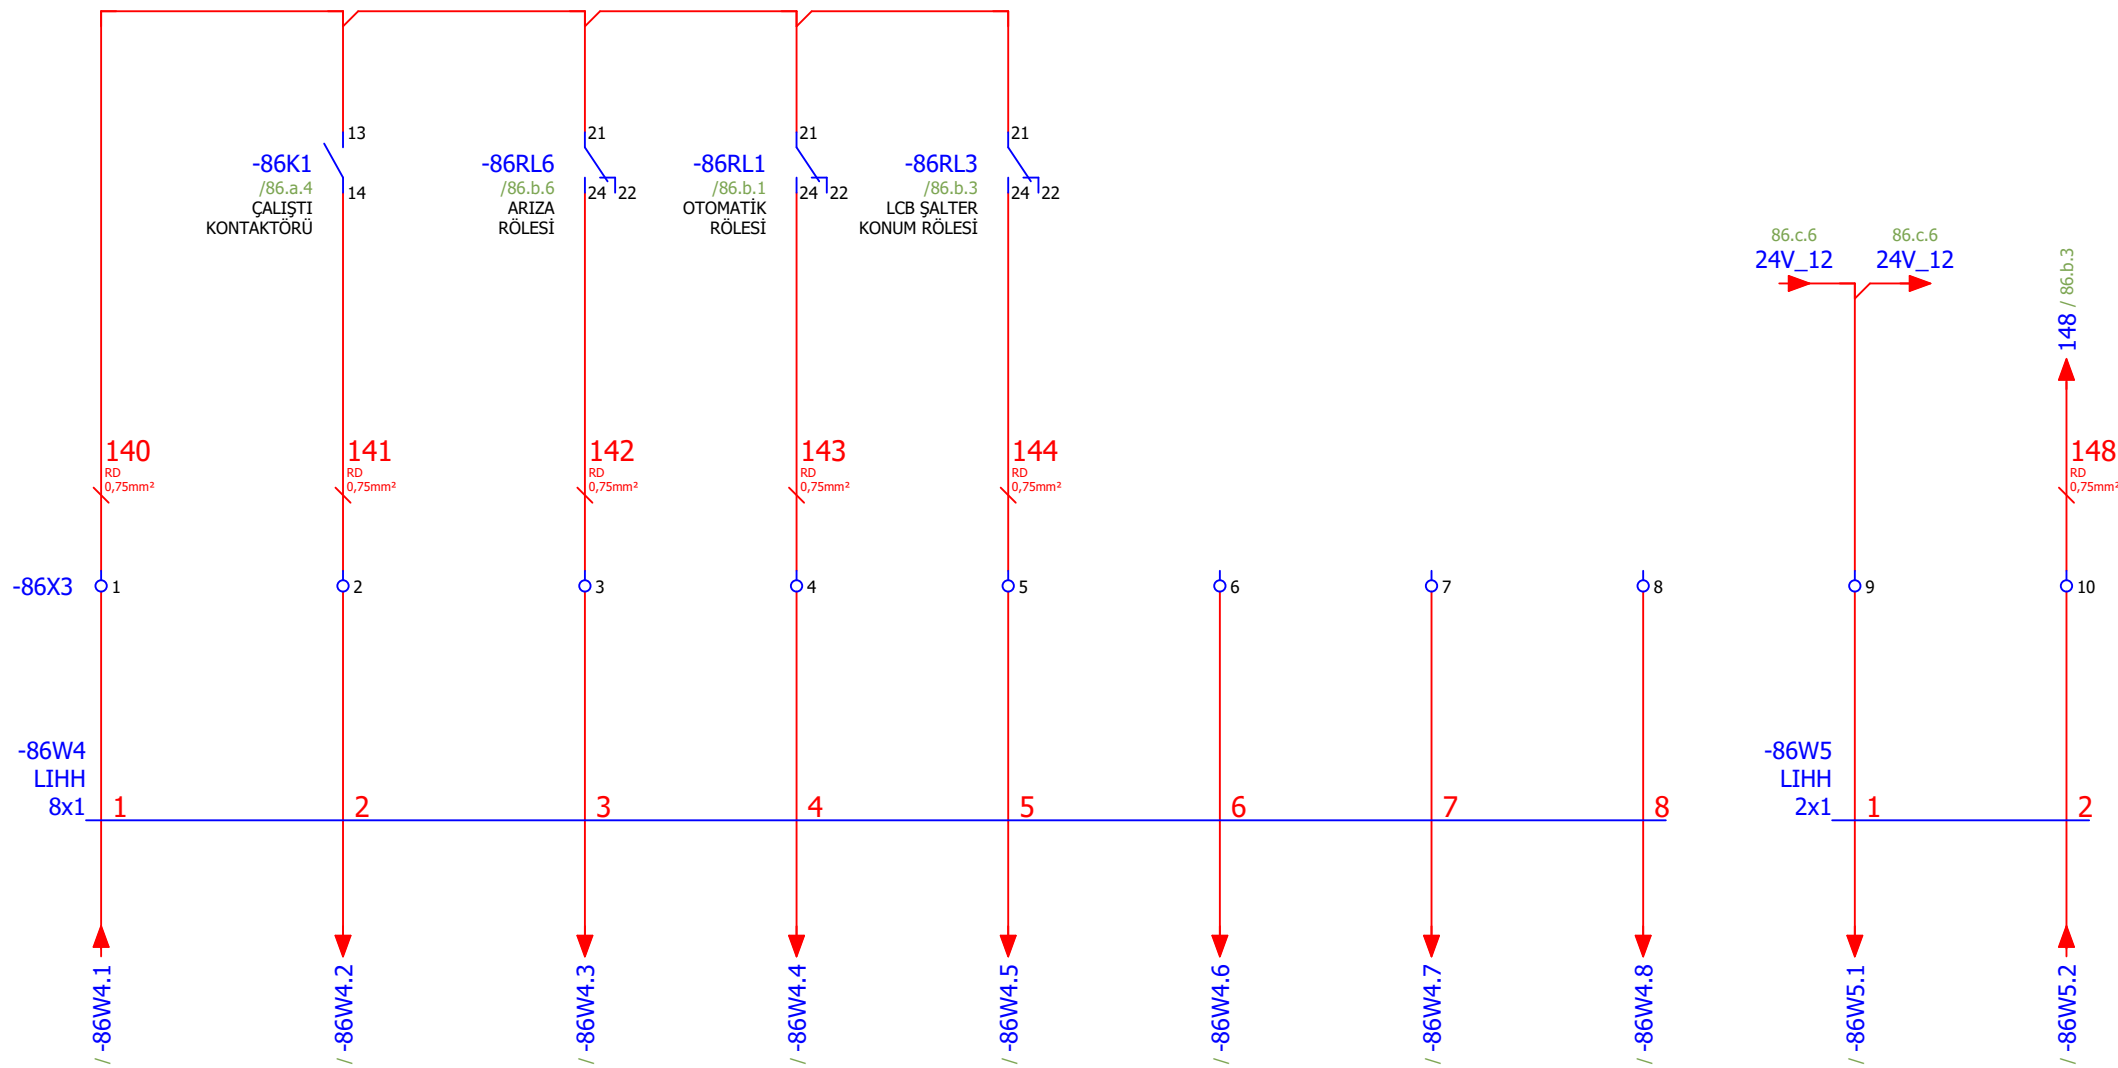 -86K1
/86.a.4
ÇALIŞTI
KONTAKTÖRÜ
13
14
-86RL6
/86.b.6
ARIZA
RÖLESİ
21
24
22
-86RL1
/86.b.1
OTOMATİK
RÖLESİ
21
24
22
-86RL3
/86.b.3
LCB ŞALTER
KONUM RÖLESİ
21
24
22
86.c.6
24V_12
86.c.6
24V_12
148 / 86.b.3
140
RD
0,75mm²
141
RD
0,75mm²
142
RD
0,75mm²
143
RD
0,75mm²
144
RD
0,75mm²
148
RD
0,75mm²
-86X3
1
2
3
4
5
6
7
8
9
10
-86W4
LIHH
8x1
1
2
3
4
5
6
7
8
-86W5
LIHH
2x1
1
2
/ -86W4.1
/ -86W4.2
/ -86W4.3
/ -86W4.4
/ -86W4.5
/ -86W4.6
/ -86W4.7
/ -86W4.8
/ -86W5.1
/ -86W5.2